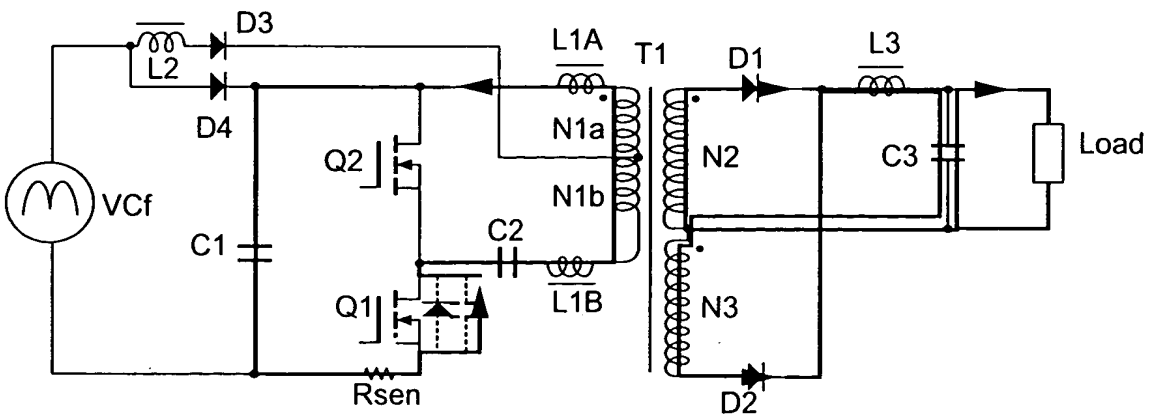 D3
L2
D4
VCf
C1
Q2
Q1
Rsen
C2
L1A
N1a
N1b
L1B
T1
N2
N3
D1
D2
L3
C3
Load